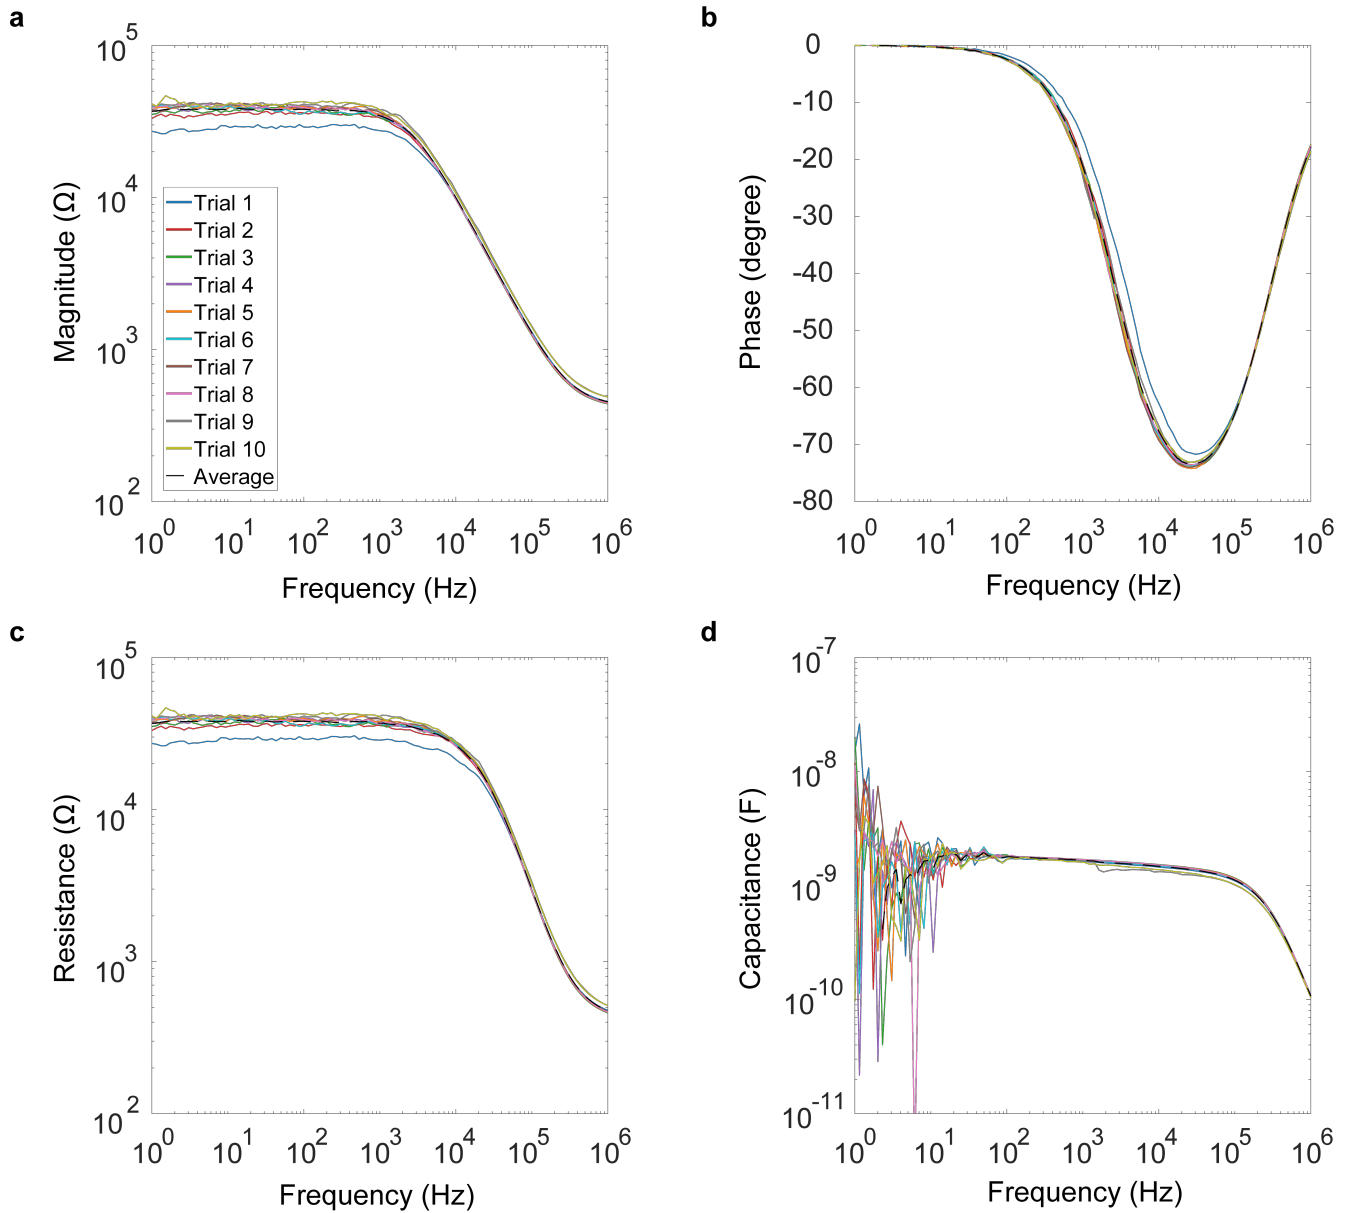 a
10^5
10^4
10^3
10^2
Magnitude (Ω)
Trial 1
Trial 2
Trial 3
Trial 4
Trial 5
Trial 6
Trial 7
Trial 8
Trial 9
Trial 10
Average
10^0 10^1 10^2 10^3 10^4 10^5 10^6
Frequency (Hz)
b
0
-10
-20
-30
-40
-50
-60
-70
-80
Phase (degree)
10^0 10^1 10^2 10^3 10^4 10^5 10^6
Frequency (Hz)
c
10^5
10^4
10^3
10^2
Resistance (Ω)
10^0 10^1 10^2 10^3 10^4 10^5 10^6
Frequency (Hz)
d
10^-7
10^-8
10^-9
10^-10
10^-11
Capacitance (F)
10^0 10^1 10^2 10^3 10^4 10^5 10^6
Frequency (Hz)